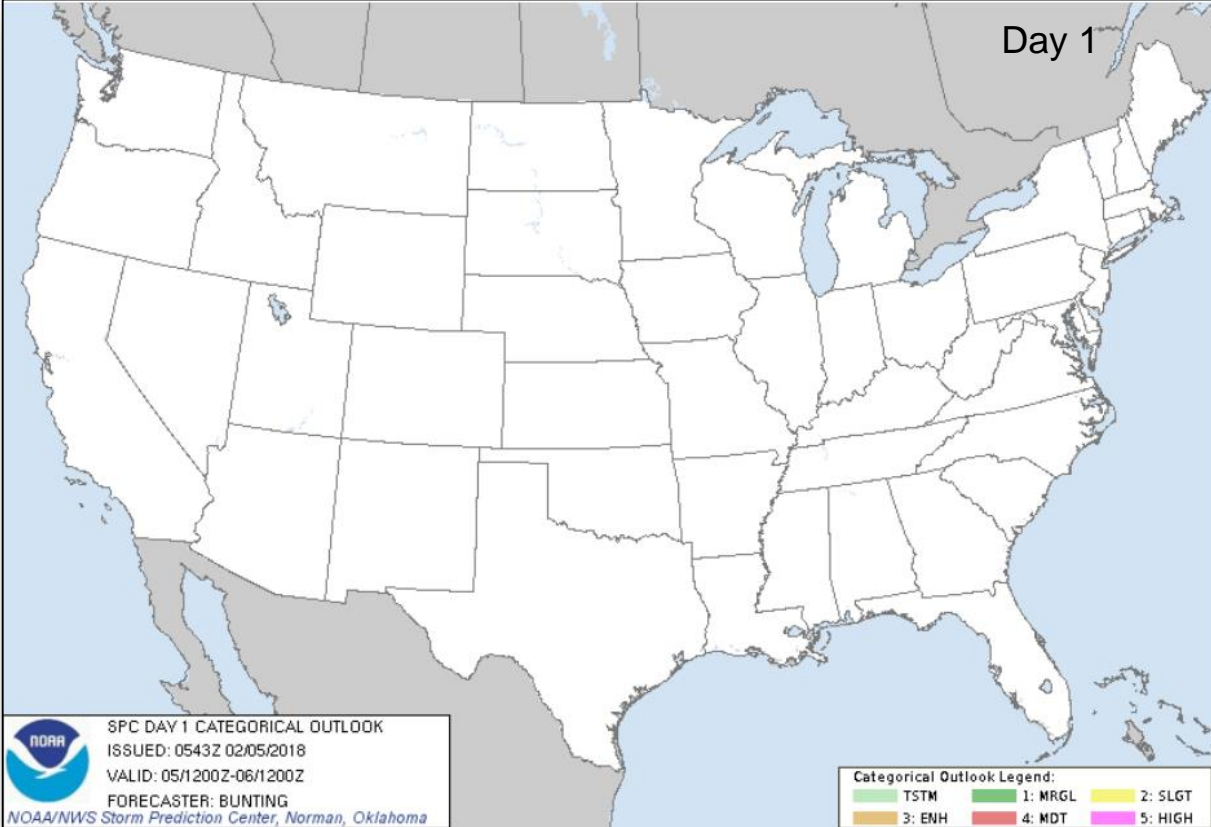 Day 1
NOAA
SPC DAY 1 CATEGORICAL OUTLOOK
ISSUED: 0543Z 02/05/2018
VALID: 05/1200Z-06/1200Z
FORECASTER: BUNTING
NOAA/NWS Storm Prediction Center, Norman, Oklahoma
Categorical Outlook Legend:
TSTM 1: MRGL 2: SLGT
3: ENH 4: MDT 5: HIGH